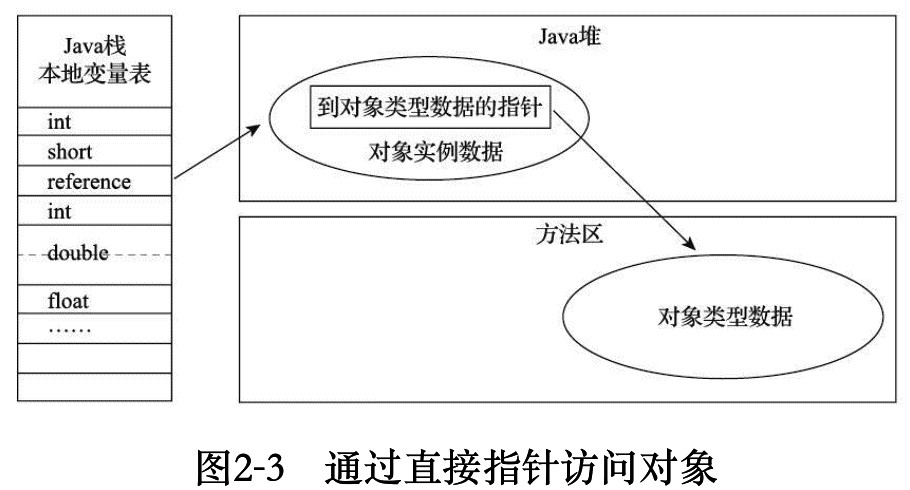 Java栈
本地变量表
int
short
reference
int
double
float
……
Java堆
到对象类型数据的指针
对象实例数据
方法区
对象类型数据
图2-3 通过直接指针访问对象